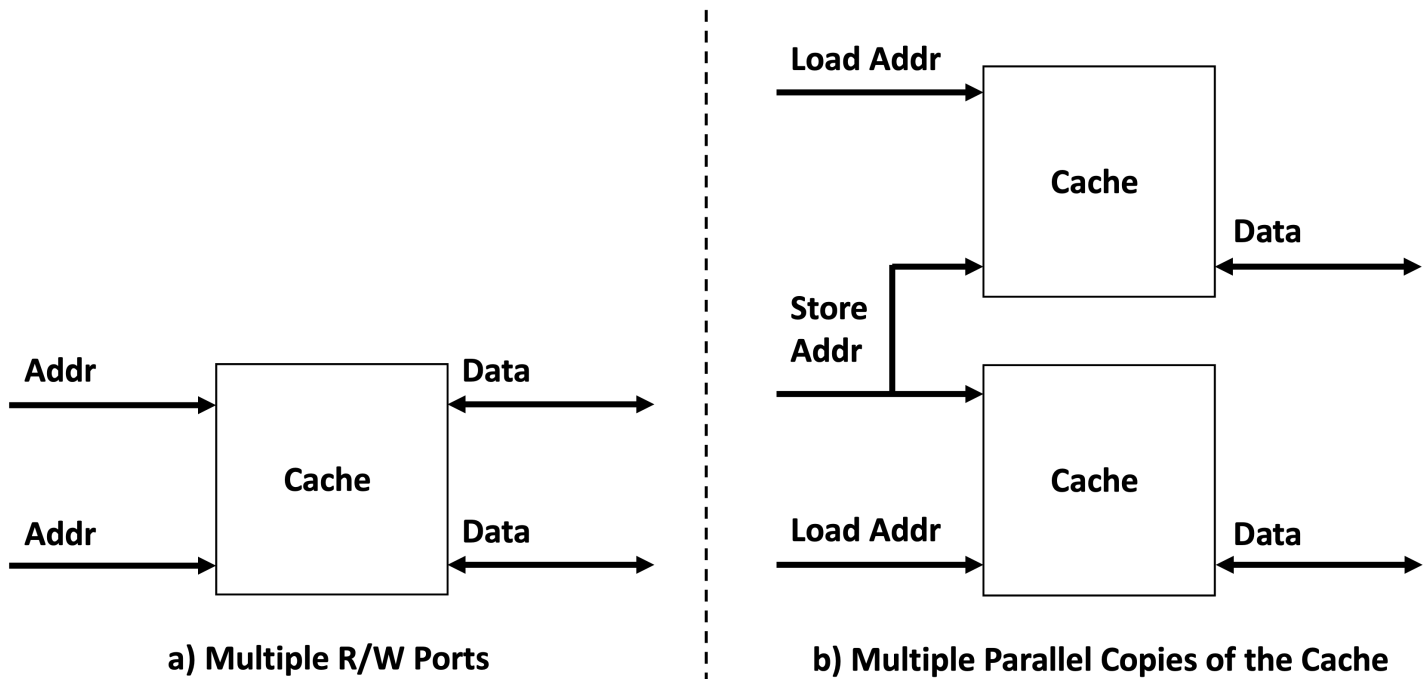 Addr
Data
Cache
Addr
Data
a) Multiple R/W Ports
Load Addr
Cache
Data
Store
Addr
Cache
Load Addr
Data
b) Multiple Parallel Copies of the Cache